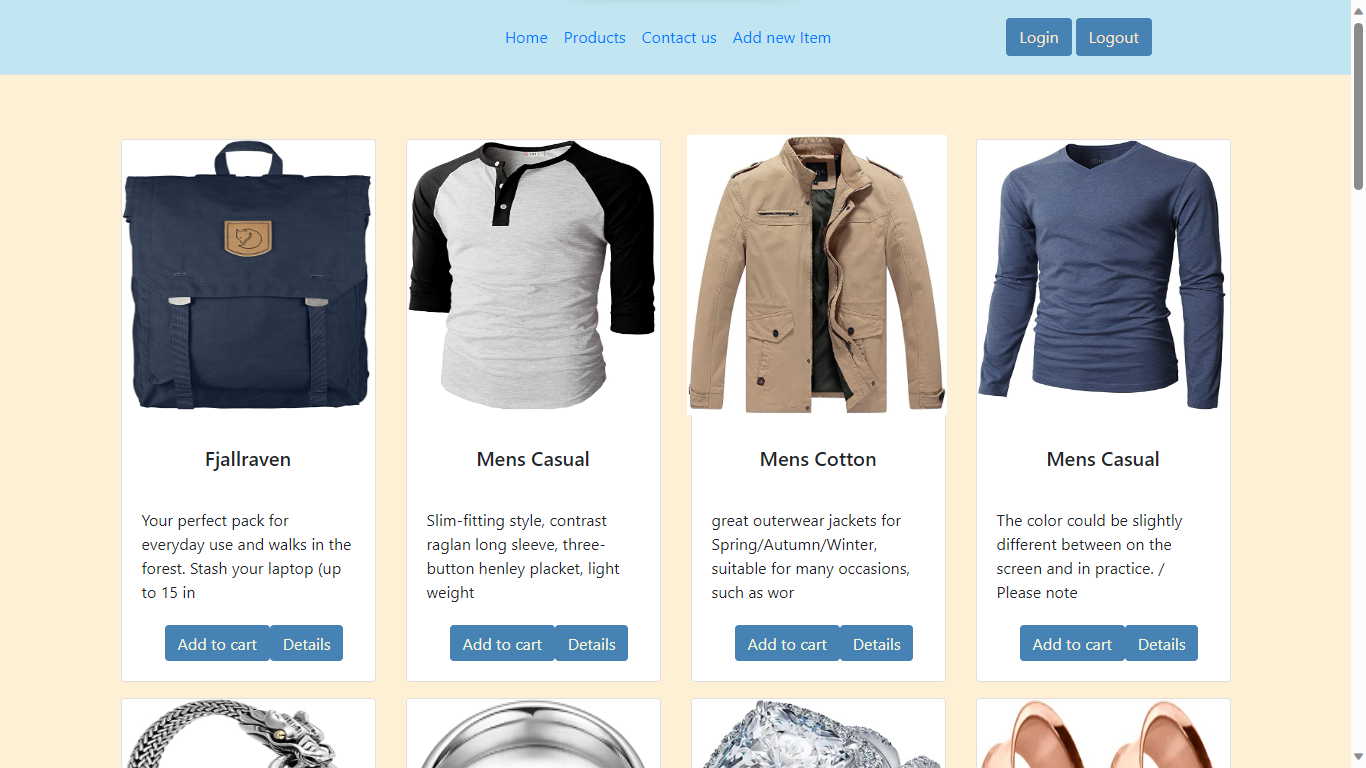 Home Products Contact us Add new Item Login Logout
Fjallraven
Your perfect pack for
everyday use and walks in the
forest. Stash your laptop (up
to 15 in
Add to cart Details
Mens Casual
Slim-fitting style, contrast
raglan long sleeve, three-
button henley placket, light
weight
Add to cart Details
Mens Cotton
great outerwear jackets for
Spring/Autumn/Winter,
suitable for many occasions,
such as wor
Add to cart Details
Mens Casual
The color could be slightly
different between on the
screen and in practice. /
Please note
Add to cart Details